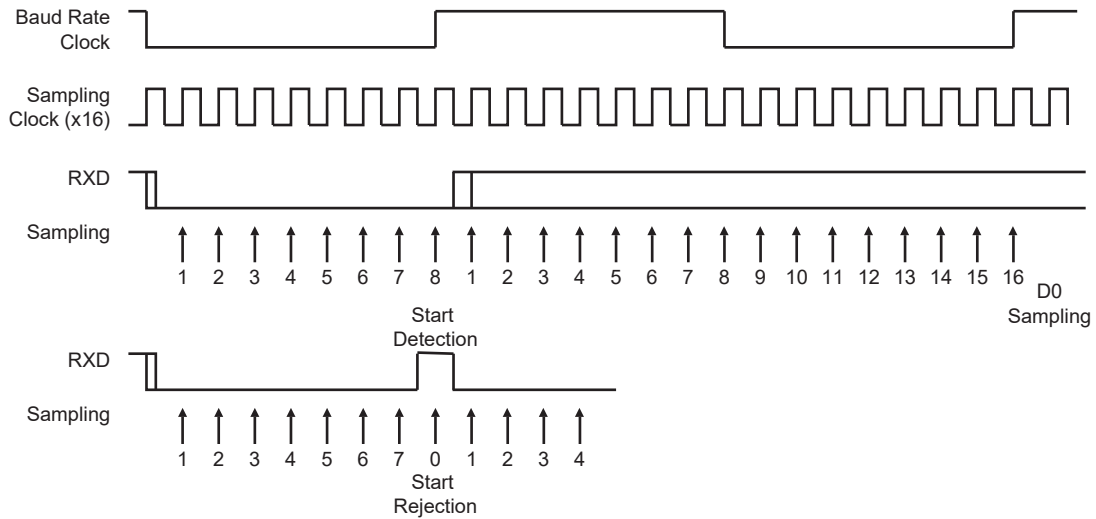 Baud Rate
Clock
Sampling
Clock (x16)
RXD
Sampling
1 2 3 4 5 6 7 8 1 2 3 4 5 6 7 8 9 10 11 12 13 14 15 16
D0
Sampling
Start
Detection
RXD
Sampling
1 2 3 4 5 6 7 0 1 2 3 4
Start
Rejection